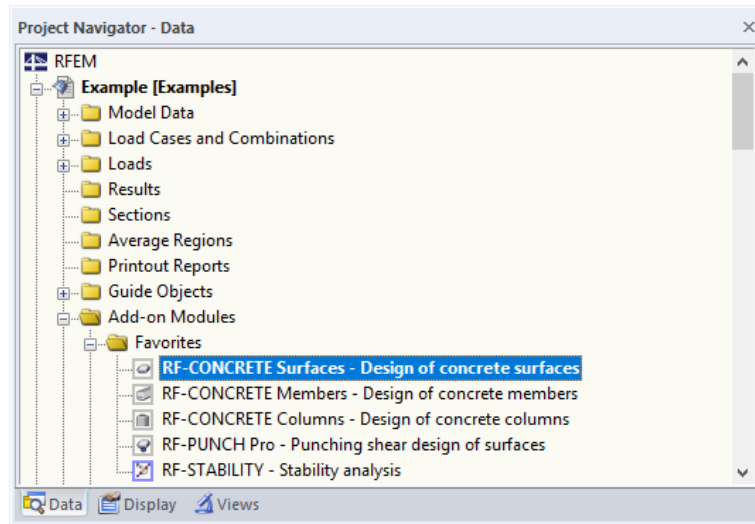 Project Navigator - Data
RFEM
Example [Examples]
Model Data
Load Cases and Combinations
Loads
Results
Sections
Average Regions
Printout Reports
Guide Objects
Add-on Modules
Favorites
RF-CONCRETE Surfaces - Design of concrete surfaces
RF-CONCRETE Members - Design of concrete members
RF-CONCRETE Columns - Design of concrete columns
RF-PUNCH Pro - Punching shear design of surfaces
RF-STABILITY - Stability analysis
Data Display Views